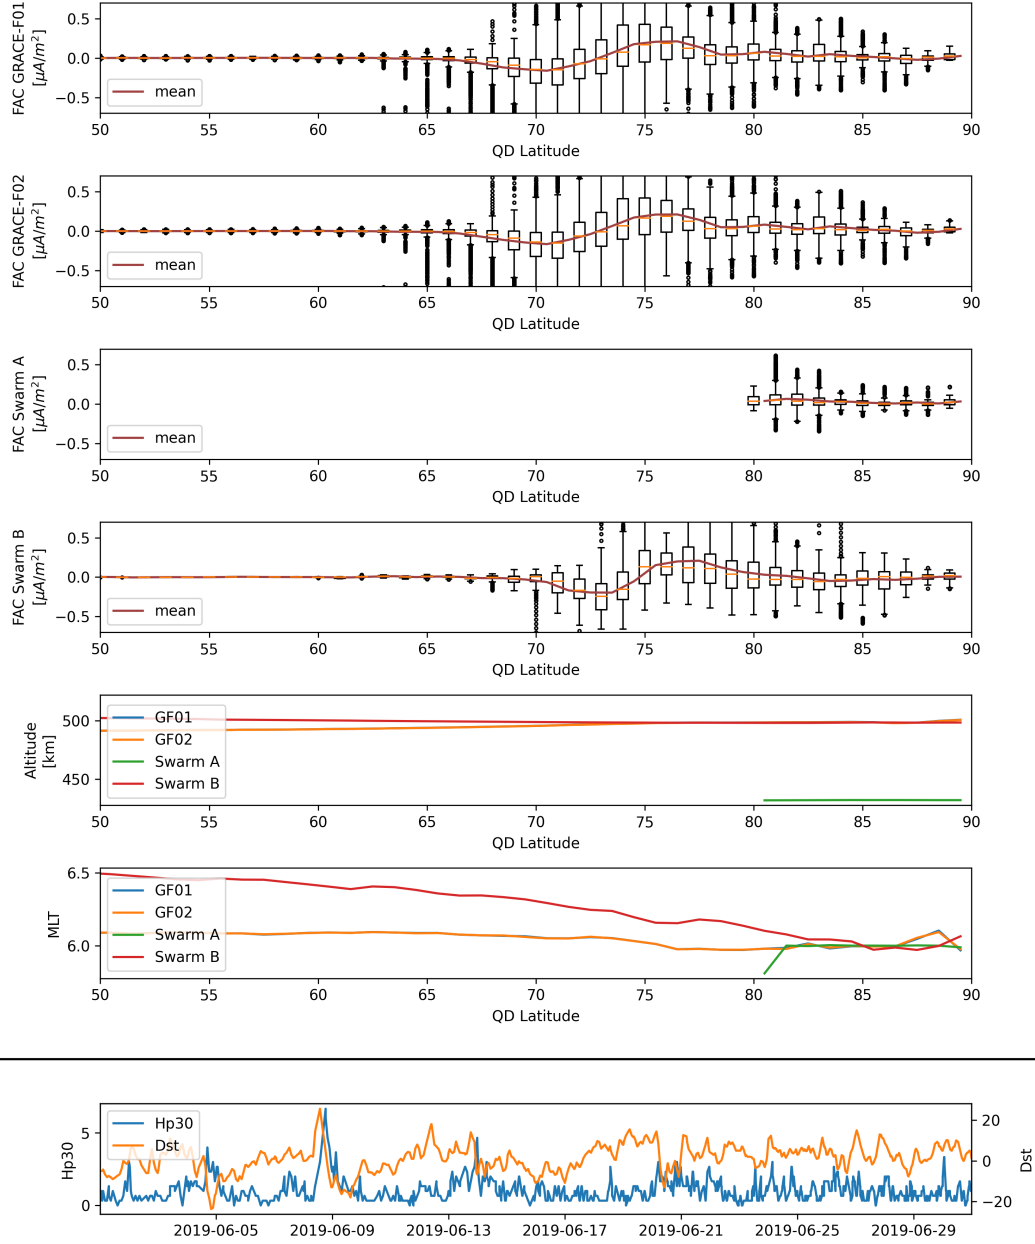 FAC GRACE-F01
[μA/m²]
0.5
0.0
−0.5
mean
50 55 60 65 70 75 80 85 90
QD Latitude
FAC GRACE-F02
[μA/m²]
0.5
0.0
−0.5
mean
50 55 60 65 70 75 80 85 90
QD Latitude
FAC Swarm A
[μA/m²]
0.5
0.0
−0.5
mean
50 55 60 65 70 75 80 85 90
QD Latitude
FAC Swarm B
[μA/m²]
0.5
0.0
−0.5
mean
50 55 60 65 70 75 80 85 90
QD Latitude
Altitude
[km]
500
450
GF01
GF02
Swarm A
Swarm B
50 55 60 65 70 75 80 85 90
QD Latitude
MLT
6.5
6.0
GF01
GF02
Swarm A
Swarm B
50 55 60 65 70 75 80 85 90
QD Latitude
Hp30
5
0
Hp30
Dst
20
0
−20
Dst
2019-06-05 2019-06-09 2019-06-13 2019-06-17 2019-06-21 2019-06-25 2019-06-29